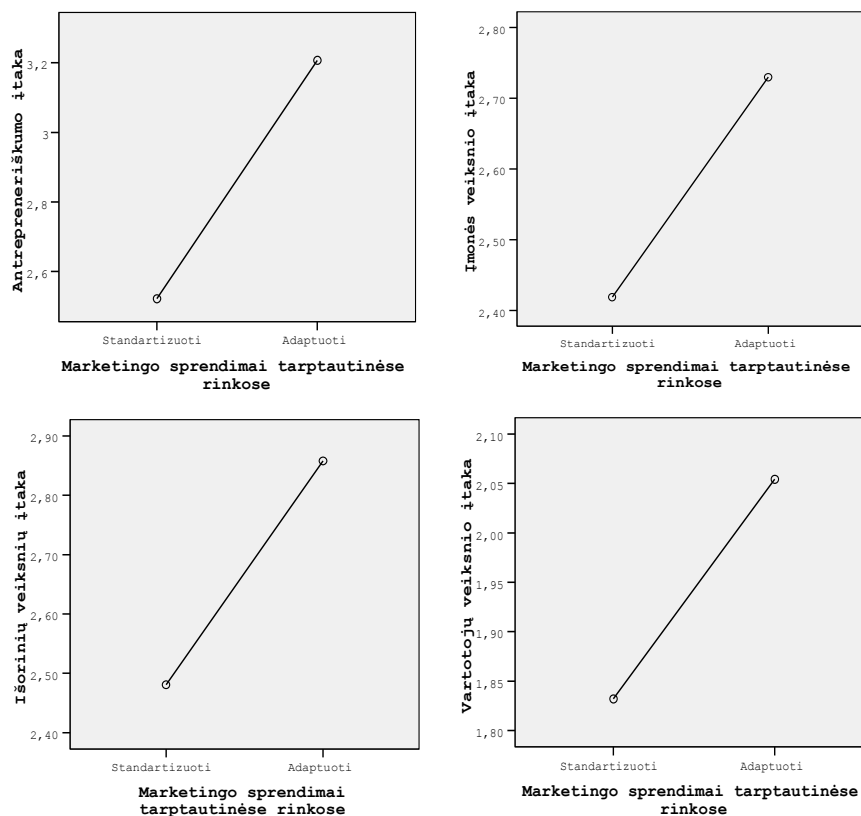 Antrepreneriškumo įtaka
3,2
3
2,8
2,6
Standartizuoti
Adaptuoti
Marketingo sprendimai tarptautinėse
rinkose
Įmonės veiksnio įtaka
2,80
2,70
2,60
2,50
2,40
Standartizuoti
Adaptuoti
Marketingo sprendimai tarptautinėse
rinkose
Išorinių veiksnių įtaka
2,90
2,80
2,70
2,60
2,50
2,40
Standartizuoti
Adaptuoti
Marketingo sprendimai
tarptautinėse rinkose
Vartotojų veiksnio įtaka
2,10
2,05
2,00
1,95
1,90
1,85
1,80
Standartizuoti
Adaptuoti
Marketingo sprendimai tarptautinėse
rinkose